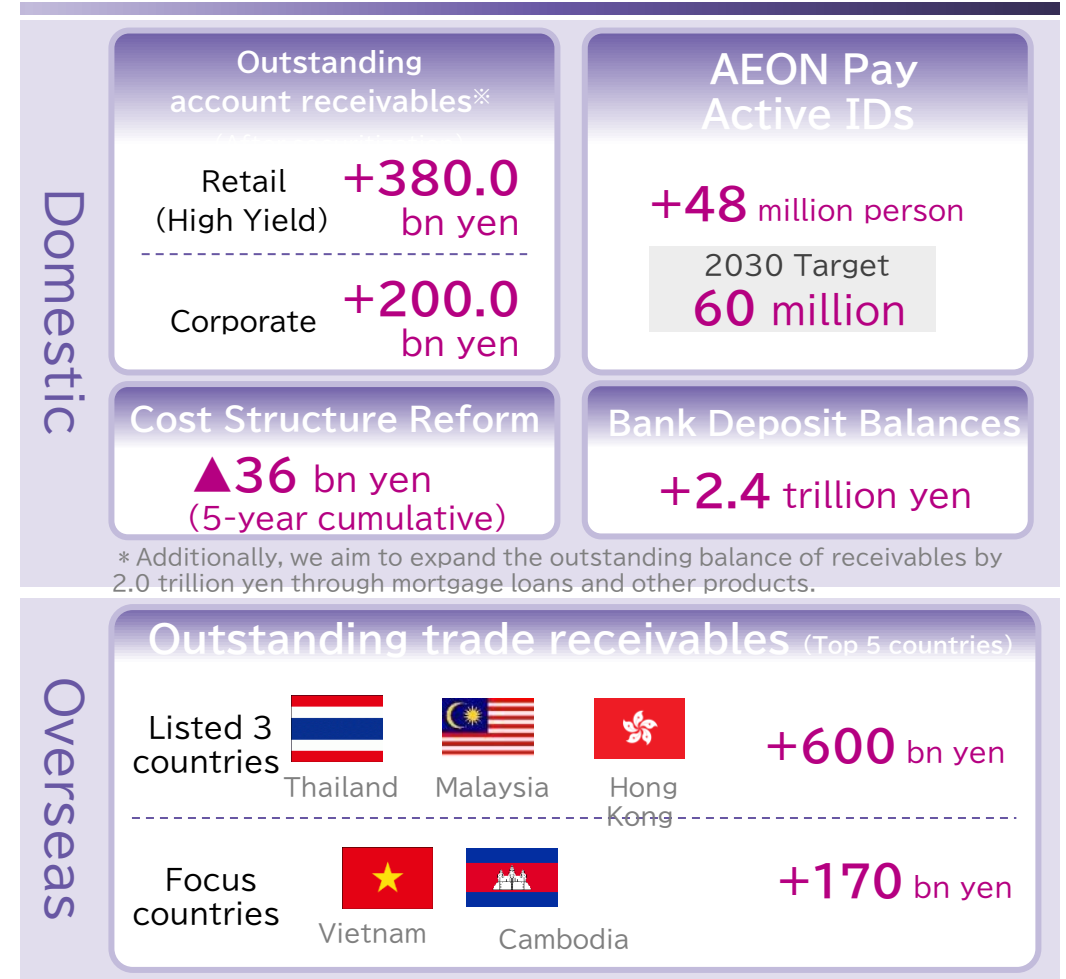 Domestic
Outstanding
account receivables※
Retail
(High Yield)
+380.0
bn yen
Corporate
+200.0
bn yen
AEON Pay
Active IDs
+48 million person
2030 Target
60 million
Cost Structure Reform
▲36 bn yen
(5-year cumulative)
Bank Deposit Balances
+2.4 trillion yen
* Additionally, we aim to expand the outstanding balance of receivables by
2.0 trillion yen through mortgage loans and other products.
Overseas
Outstanding trade receivables (Top 5 countries)
Listed 3
countries
Thailand
Malaysia
Hong
Kong
+600 bn yen
Focus
countries
Vietnam
Cambodia
+170 bn yen